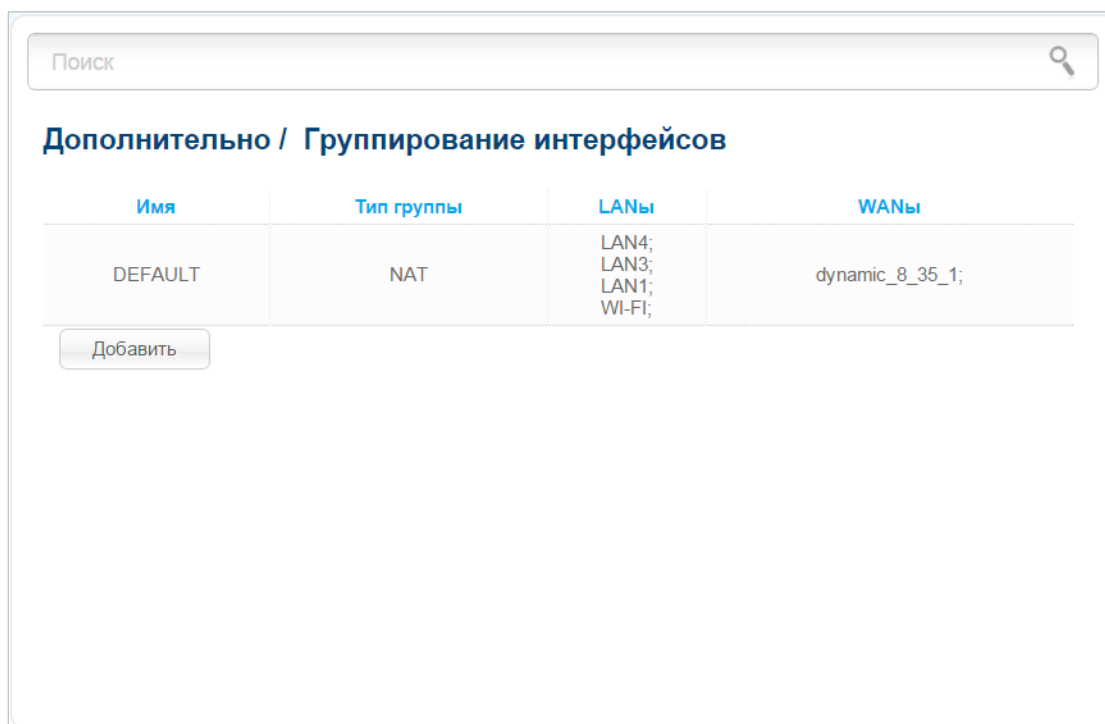 Поиск
Дополнительно / Группирование интерфейсов
Имя Тип группы LANы WANы
DEFAULT NAT LAN4; LAN3; LAN1; WI-FI; dynamic_8_35_1;
Добавить